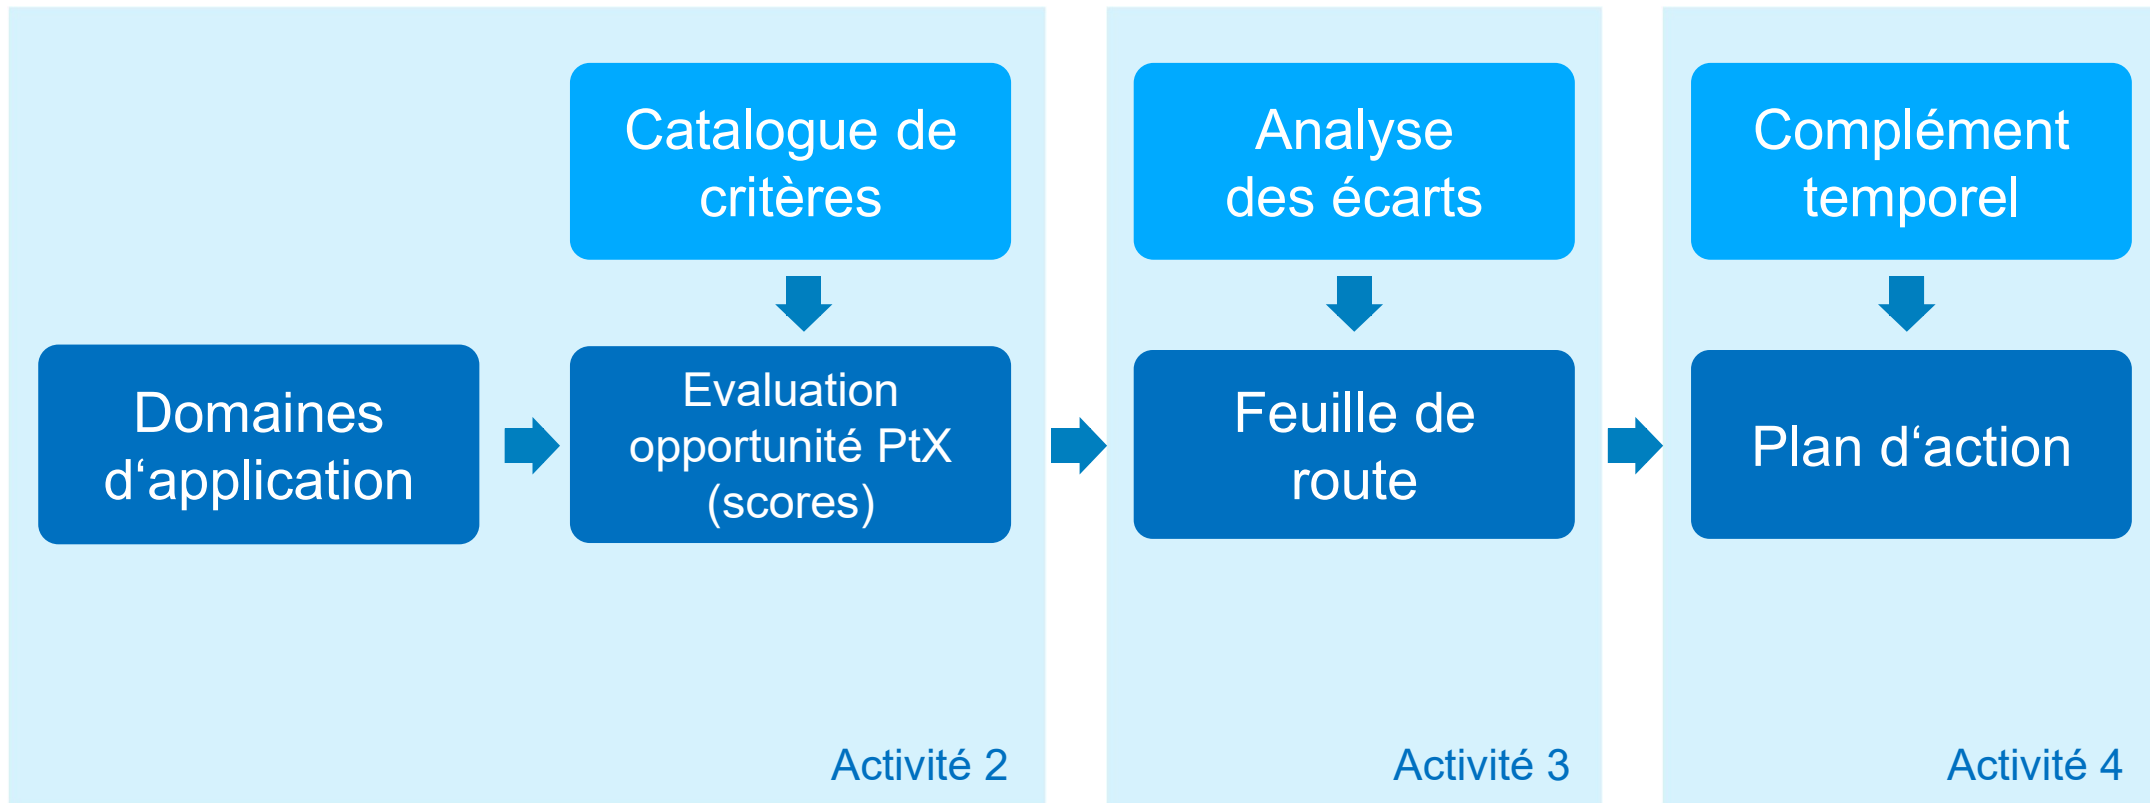 Catalogue de
critères
Analyse
des écarts
Complément
temporel
Domaines
d‘application
Evaluation
opportunité PtX
(scores)
Feuille de
route
Plan d‘action
Activité 2
Activité 3
Activité 4